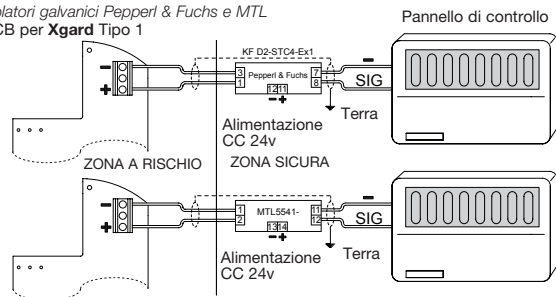 olatori galvanici Pepperl & Fuchs e MTL
CB per Xgard Tipo 1
Pannello di controllo
KF D2-STC4-Ex1
-
+
3
1
Pepperl & Fuchs
7
8
12 11
- +
-
SIG
Terra
Alimentazione
CC 24v
ZONA A RISCHIO
ZONA SICURA
-
+
1
2
MTL5541-
11
12
13 14
- +
-
SIG
Terra
Alimentazione
CC 24v